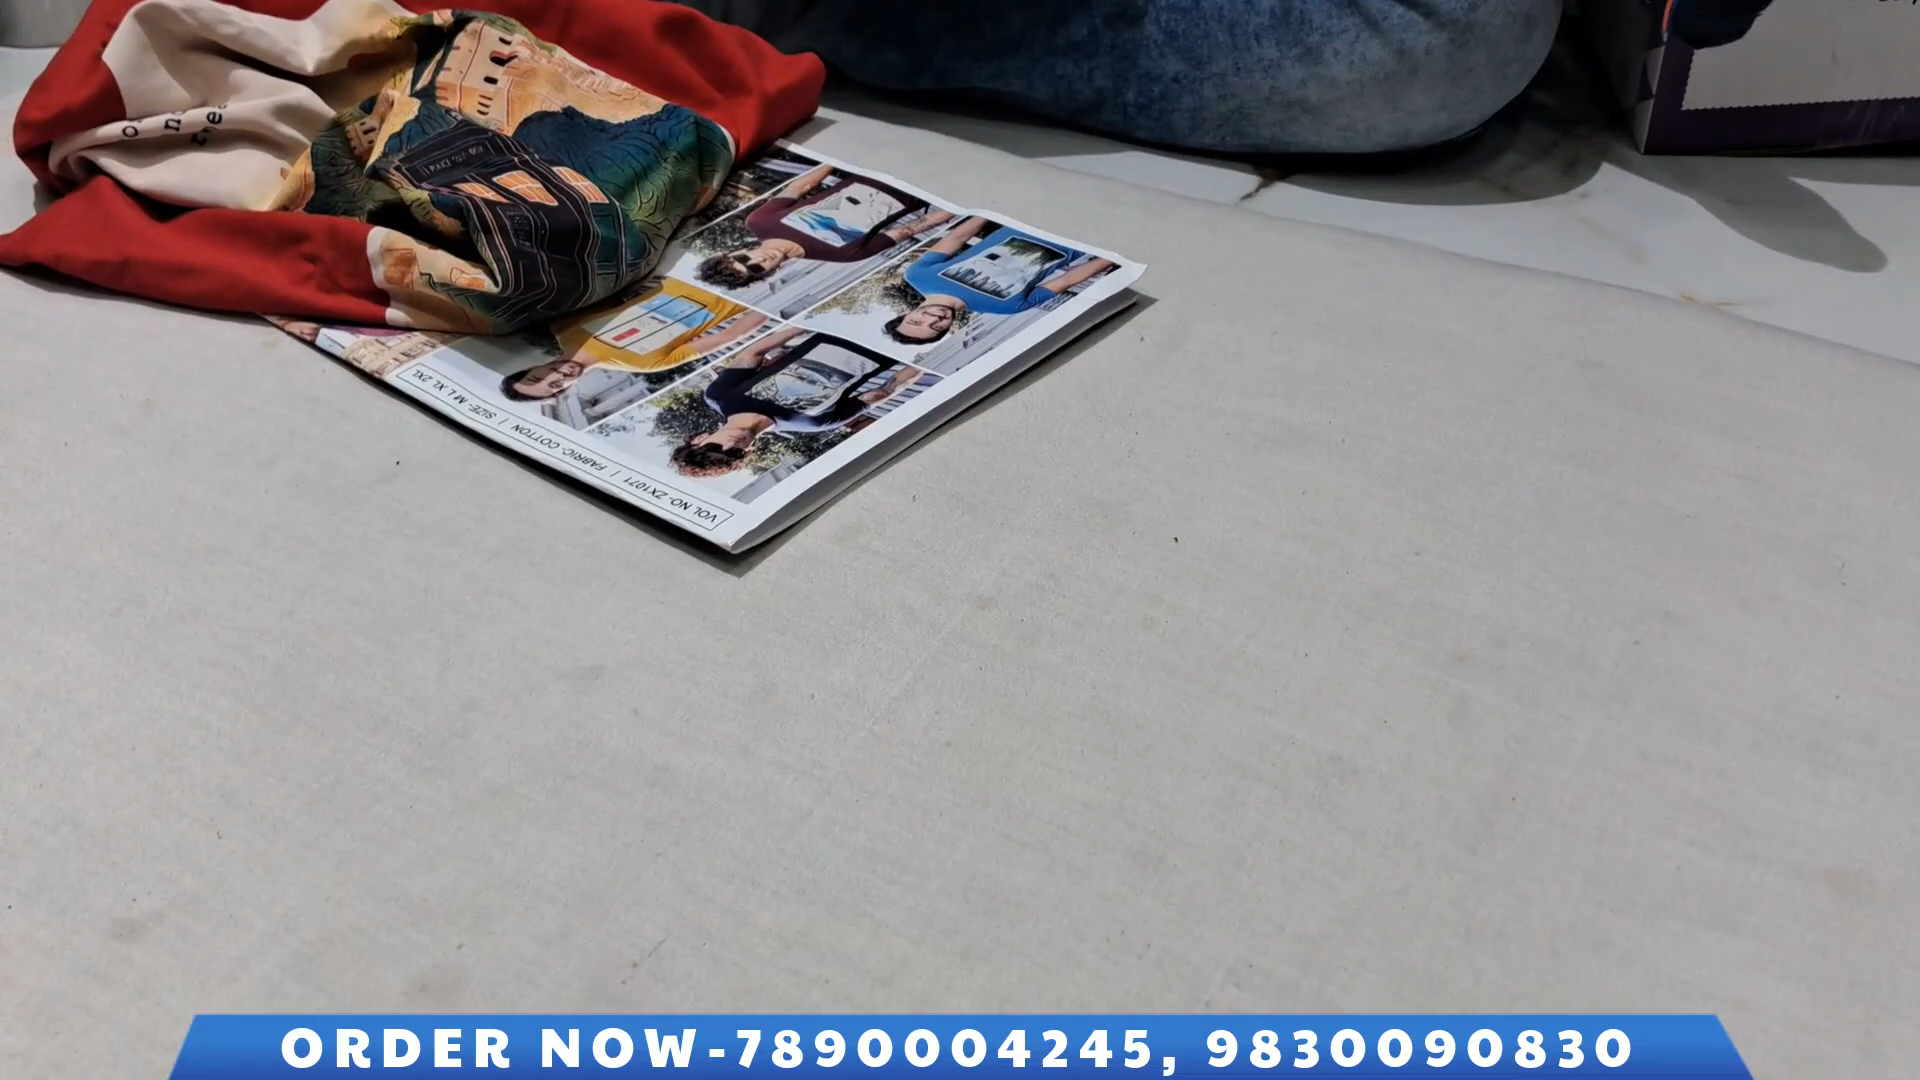 VOL NO- ZX1071 | FABRIC- COTTON | SIZE- M L XL 2XL
ORDER NOW-7890004245, 9830090830